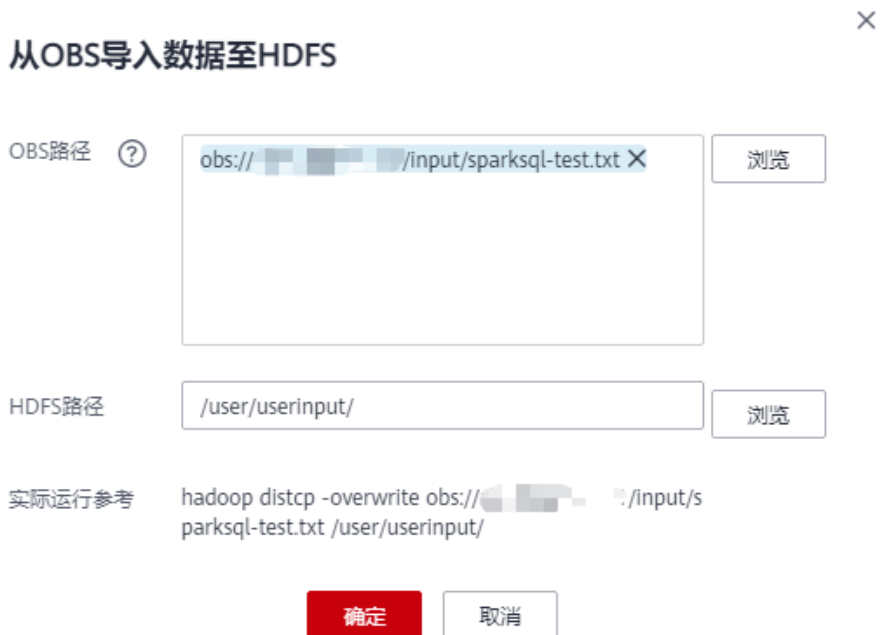 从OBS导入数据至HDFS
OBS路径 ? obs:// /input/sparksql-test.txt 浏览
HDFS路径 /user/userinput/ 浏览
实际运行参考 hadoop distcp -overwrite obs:// /input/s
parksql-test.txt /user/userinput/
确定 取消